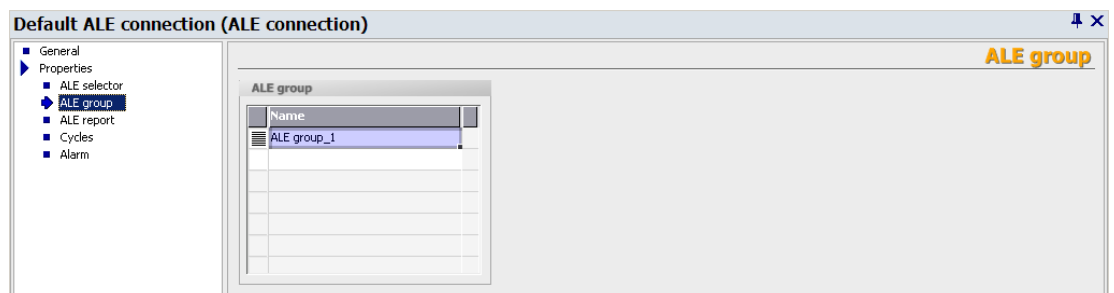 Default ALE connection (ALE connection)
General
Properties
ALE selector
ALE group
ALE report
Cycles
Alarm
ALE group
ALE group
Name
ALE group_1